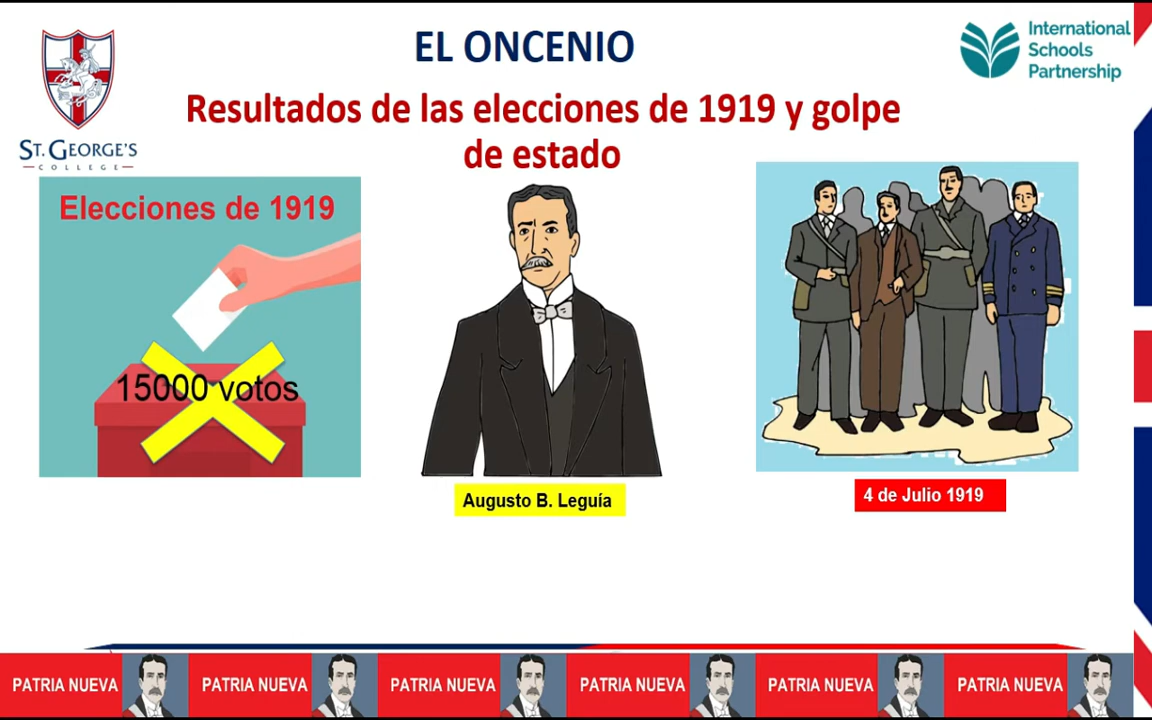 EL ONCENIO
International
Schools
Partnership
Resultados de las elecciones de 1919 y golpe
de estado
ST. GEORGE'S
COLLEGE
Elecciones de 1919
15000 votos
Augusto B. Leguía
4 de Julio 1919
PATRIA NUEVA PATRIA NUEVA PATRIA NUEVA PATRIA NUEVA PATRIA NUEVA PATRIA NUEVA